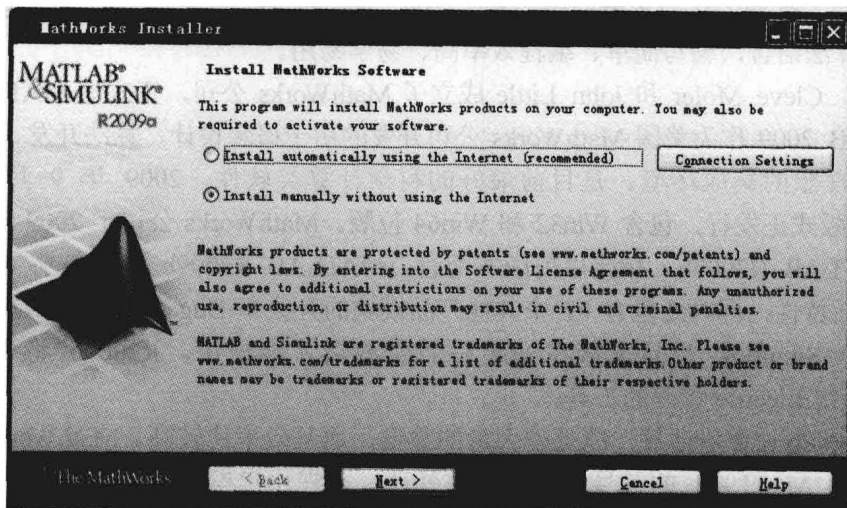 MathWorks Installer
MATLAB®
&SIMULINK®
R2009a
Install MathWorks Software
This program will install MathWorks products on your computer. You may also be
required to activate your software.
Install automatically using the Internet (recommended)
Connection Settings
Install manually without using the Internet
MathWorks products are protected by patents (see www.mathworks.com/patents) and
copyright laws. By entering into the Software License Agreement that follows, you will
also agree to additional restrictions on your use of these programs. Any unauthorized
use, reproduction, or distribution may result in civil and criminal penalties.
MATLAB and Simulink are registered trademarks of The MathWorks, Inc. Please see
www.mathworks.com/trademarks for a list of additional trademarks.Other product or brand
names may be trademarks or registered trademarks of their respective holders.
The MathWorks
< Back
Next >
Cancel
Help